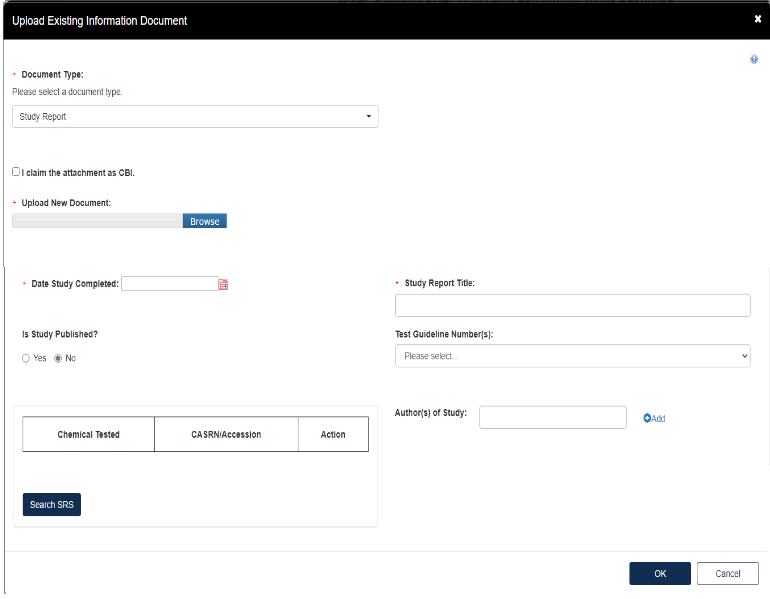 Upload Existing Information Document
* Document Type:
Please select a document type.
Study Report
I claim the attachment as CBI.
* Upload New Document:
Browse
* Date Study Completed:
* Study Report Title:
Is Study Published?
Test Guideline Number(s):
Yes No
Please select...
Author(s) of Study:
Add
Chemical Tested CASRN/Accession Action
Search SRS
OK Cancel